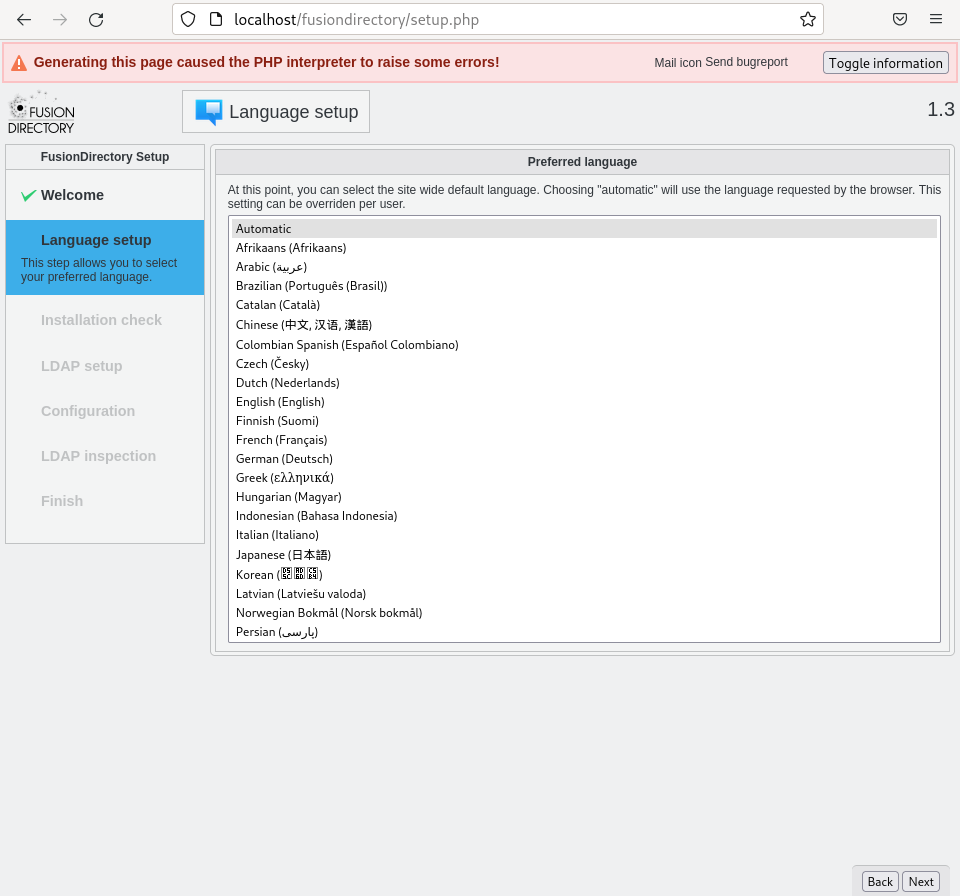 localhost/fusiondirectory/setup.php
Generating this page caused the PHP interpreter to raise some errors!
Mail icon Send bugreport
Toggle information
FUSION
DIRECTORY
Language setup
1.3
FusionDirectory Setup
Welcome
Language setup
This step allows you to select
your preferred language.
Installation check
LDAP setup
Configuration
LDAP inspection
Finish
Preferred language
At this point, you can select the site wide default language. Choosing "automatic" will use the language requested by the browser. This
setting can be overriden per user.
Automatic
Afrikaans (Afrikaans)
Arabic (عربية)
Brazilian (Português (Brasil))
Catalan (Català)
Chinese (中文, 汉语, 漢語)
Colombian Spanish (Español Colombiano)
Czech (Česky)
Dutch (Nederlands)
English (English)
Finnish (Suomi)
French (Français)
German (Deutsch)
Greek (ελληνικά)
Hungarian (Magyar)
Indonesian (Bahasa Indonesia)
Italian (Italiano)
Japanese (日本語)
Korean ()
Latvian (Latviešu valoda)
Norwegian Bokmål (Norsk bokmål)
Persian (پارسی)
Back
Next